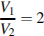 V₁/V₂ = 2